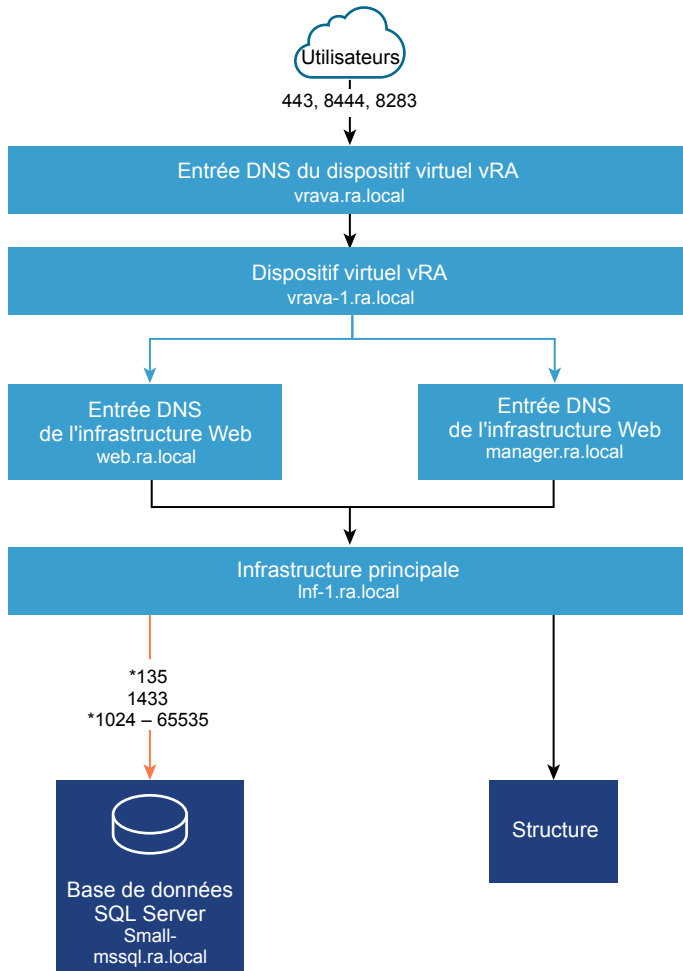 Utilisateurs
443, 8444, 8283
Entrée DNS du dispositif virtuel vRA
vrava.ra.local
Dispositif virtuel vRA
vrava-1.ra.local
Entrée DNS
de l'infrastructure Web
web.ra.local
Entrée DNS
de l'infrastructure Web
manager.ra.local
Infrastructure principale
Inf-1.ra.local
*135
1433
*1024 – 65535
Base de données
SQL Server
Small-
mssql.ra.local
Structure